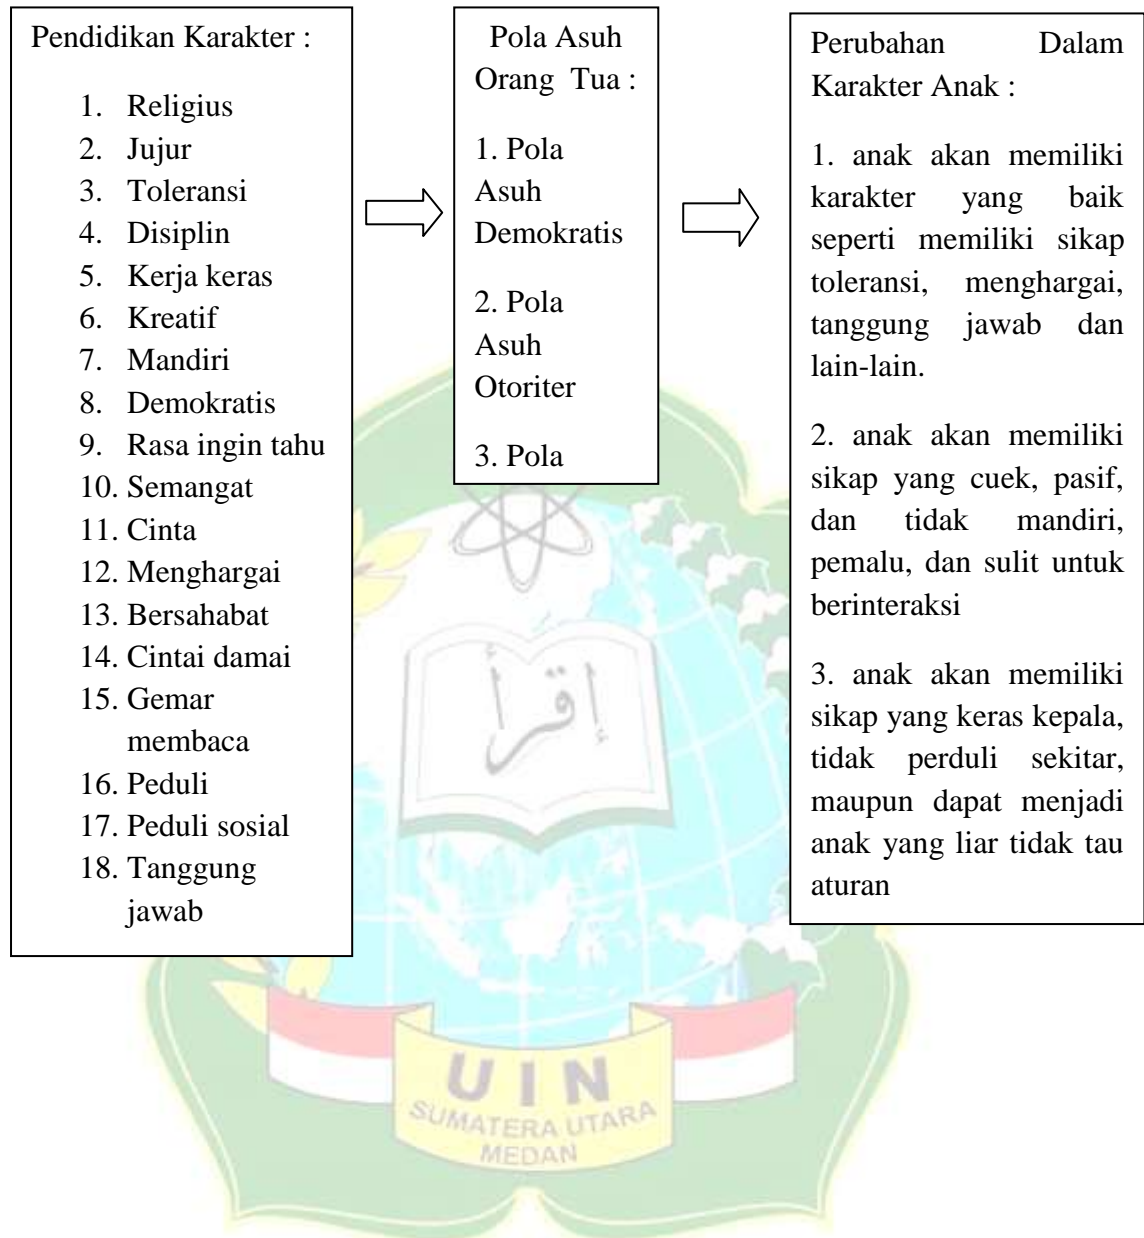 Pendidikan Karakter :
1. Religius
2. Jujur
3. Toleransi
4. Disiplin
5. Kerja keras
6. Kreatif
7. Mandiri
8. Demokratis
9. Rasa ingin tahu
10. Semangat
11. Cinta
12. Menghargai
13. Bersahabat
14. Cintai damai
15. Gemar
membaca
16. Peduli
17. Peduli sosial
18. Tanggung
jawab
Pola Asuh
Orang Tua :
1. Pola
Asuh
Demokratis
2. Pola
Asuh
Otoriter
3. Pola
Perubahan Dalam
Karakter Anak :
1. anak akan memiliki
karakter yang baik
seperti memiliki sikap
toleransi, menghargai,
tanggung jawab dan
lain-lain.
2. anak akan memiliki
sikap yang cuek, pasif,
dan tidak mandiri,
pemalu, dan sulit untuk
berinteraksi
3. anak akan memiliki
sikap yang keras kepala,
tidak perduli sekitar,
maupun dapat menjadi
anak yang liar tidak tau
aturan
إقرأ
UIN
SUMATERA UTARA
MEDAN